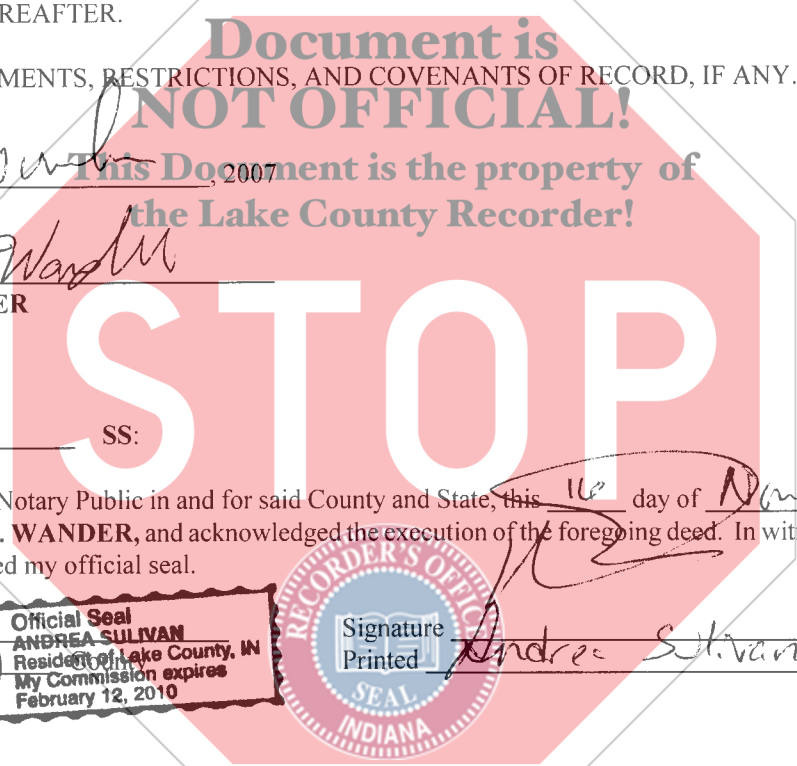 REAFTER.
Document is
MENTS, RESTRICTIONS, AND COVENANTS OF RECORD, IF ANY.
NOT OFFICIAL!
This Document is the property of
, 2007
the Lake County Recorder!
Wand
ER
STOP
SS:
Notary Public in and for said County and State, this 16 day of
. WANDER, and acknowledged the execution of the foregoing deed. In wit
ed my official seal.
RECORDER'S OFFICE
SEAL
INDIANA
Official Seal
ANDREA SULIVAN
Resident of Lake County, IN
My Commission expires
February 12, 2010
County
Signature
Printed Andrea Sulivan